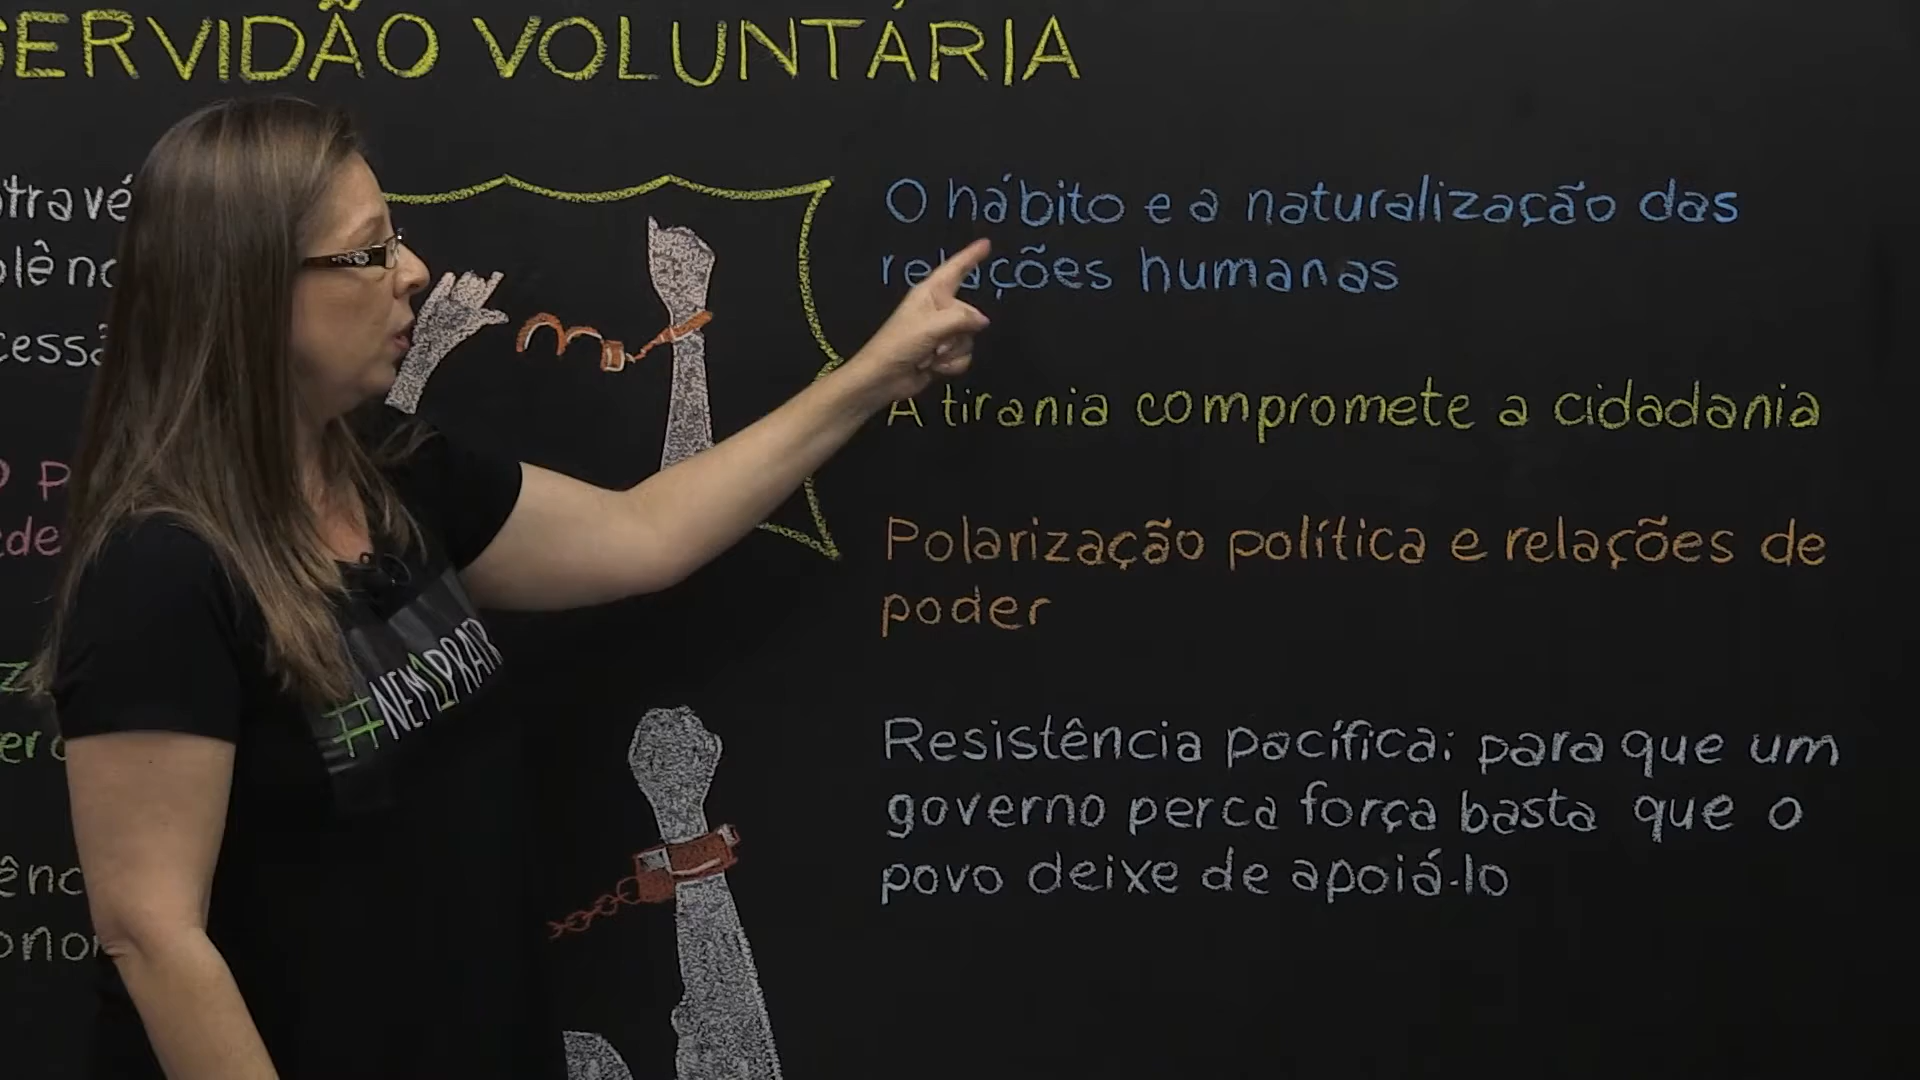 SERVIDÃO VOLUNTÁRIA
O hábito e a naturalização das
relações humanas
A tirania compromete a cidadania
Polarização política e relações de
poder
Resistência pacífica: para que um
governo perca força basta que o
povo deixe de apoiá-lo
#NEM1PRAT